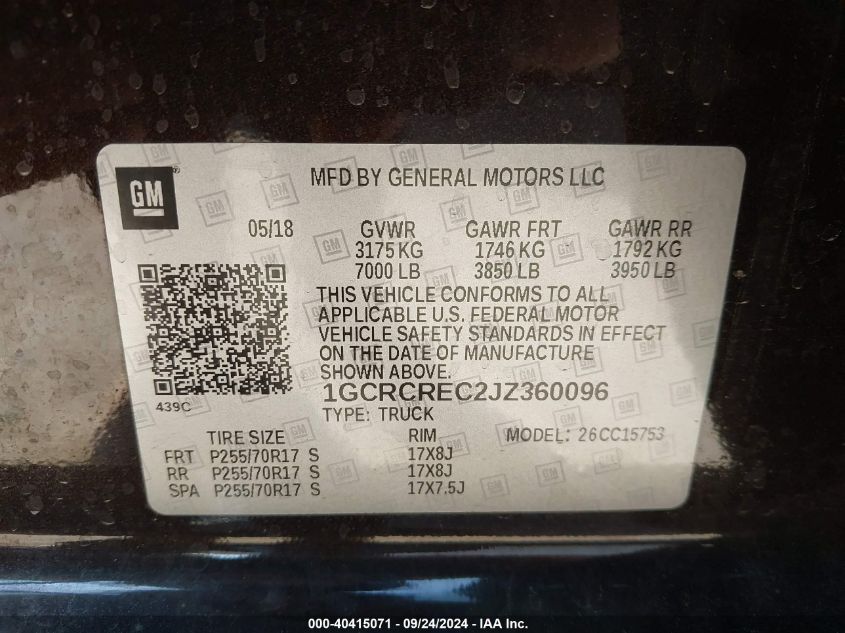 GM
MFD BY GENERAL MOTORS LLC
05/18 GVWR GAWR FRT GAWR RR
3175 KG 1746 KG 1792 KG
7000 LB 3850 LB 3950 LB
THIS VEHICLE CONFORMS TO ALL
APPLICABLE U.S. FEDERAL MOTOR
VEHICLE SAFETY STANDARDS IN EFFECT
ON THE DATE OF MANUFACTURE
SHOWN ABOVE.
1GCRCREC2JZ360096
439C
TYPE: TRUCK
TIRE SIZE RIM MODEL: 26CC15753
FRT P255/70R17 S 17X8J
RR P255/70R17 S 17X8J
SPA P255/70R17 S 17X7.5J
000-40415071 - 09/24/2024 - IAA Inc.